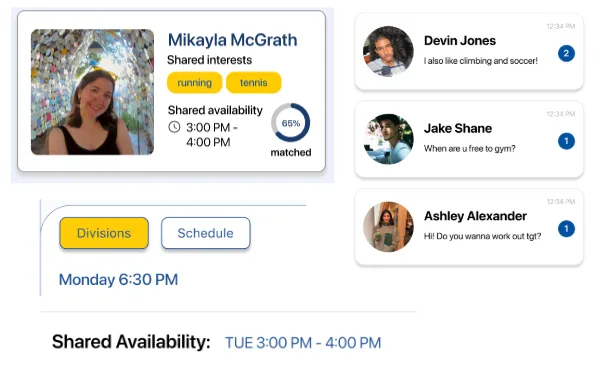 Mikayla McGrath
Shared interests
running tennis
Shared availability
3:00 PM -
4:00 PM
65%
matched
12:34 PM
Devin Jones
I also like climbing and soccer!
2
Jake Shane
When are u free to gym?
1
12:34 PM
Ashley Alexander
Hi! Do you wanna work out tgt?
1
Divisions Schedule
Monday 6:30 PM
Shared Availability: TUE 3:00 PM - 4:00 PM